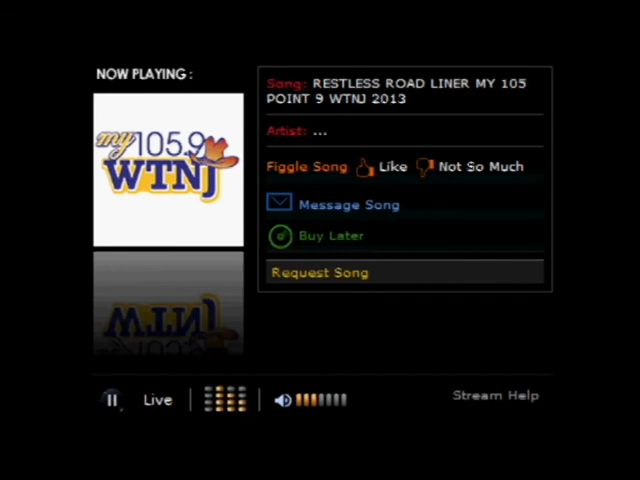 NOW PLAYING :
my 105.9
WTNJ
Song: RESTLESS ROAD LINER MY 105
POINT 9 WTNJ 2013
Artist: ...
Figgle Song Like Not So Much
Message Song
Buy Later
Request Song
Live
Stream Help